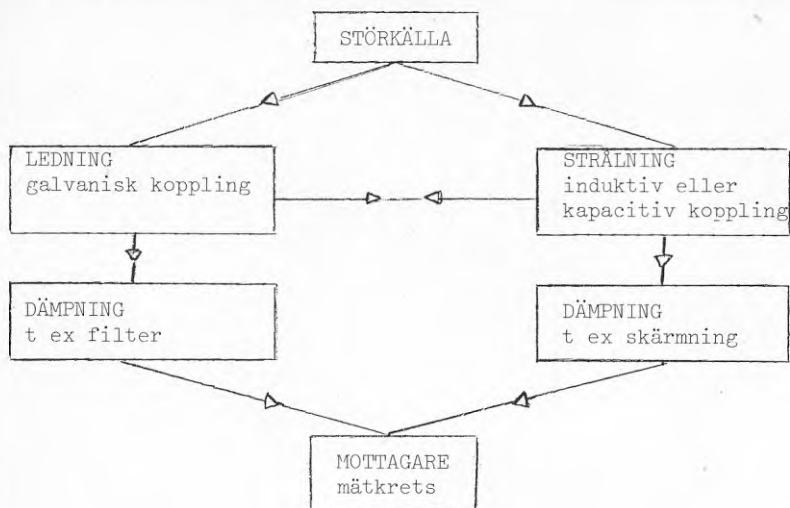 STÖRKÄLLA
LEDNING
galvanisk koppling
STRÅLNING
induktiv eller
kapacitiv koppling
DÄMPNING
t ex filter
DÄMPNING
t ex skärmning
MOTTAGARE
mätkrets